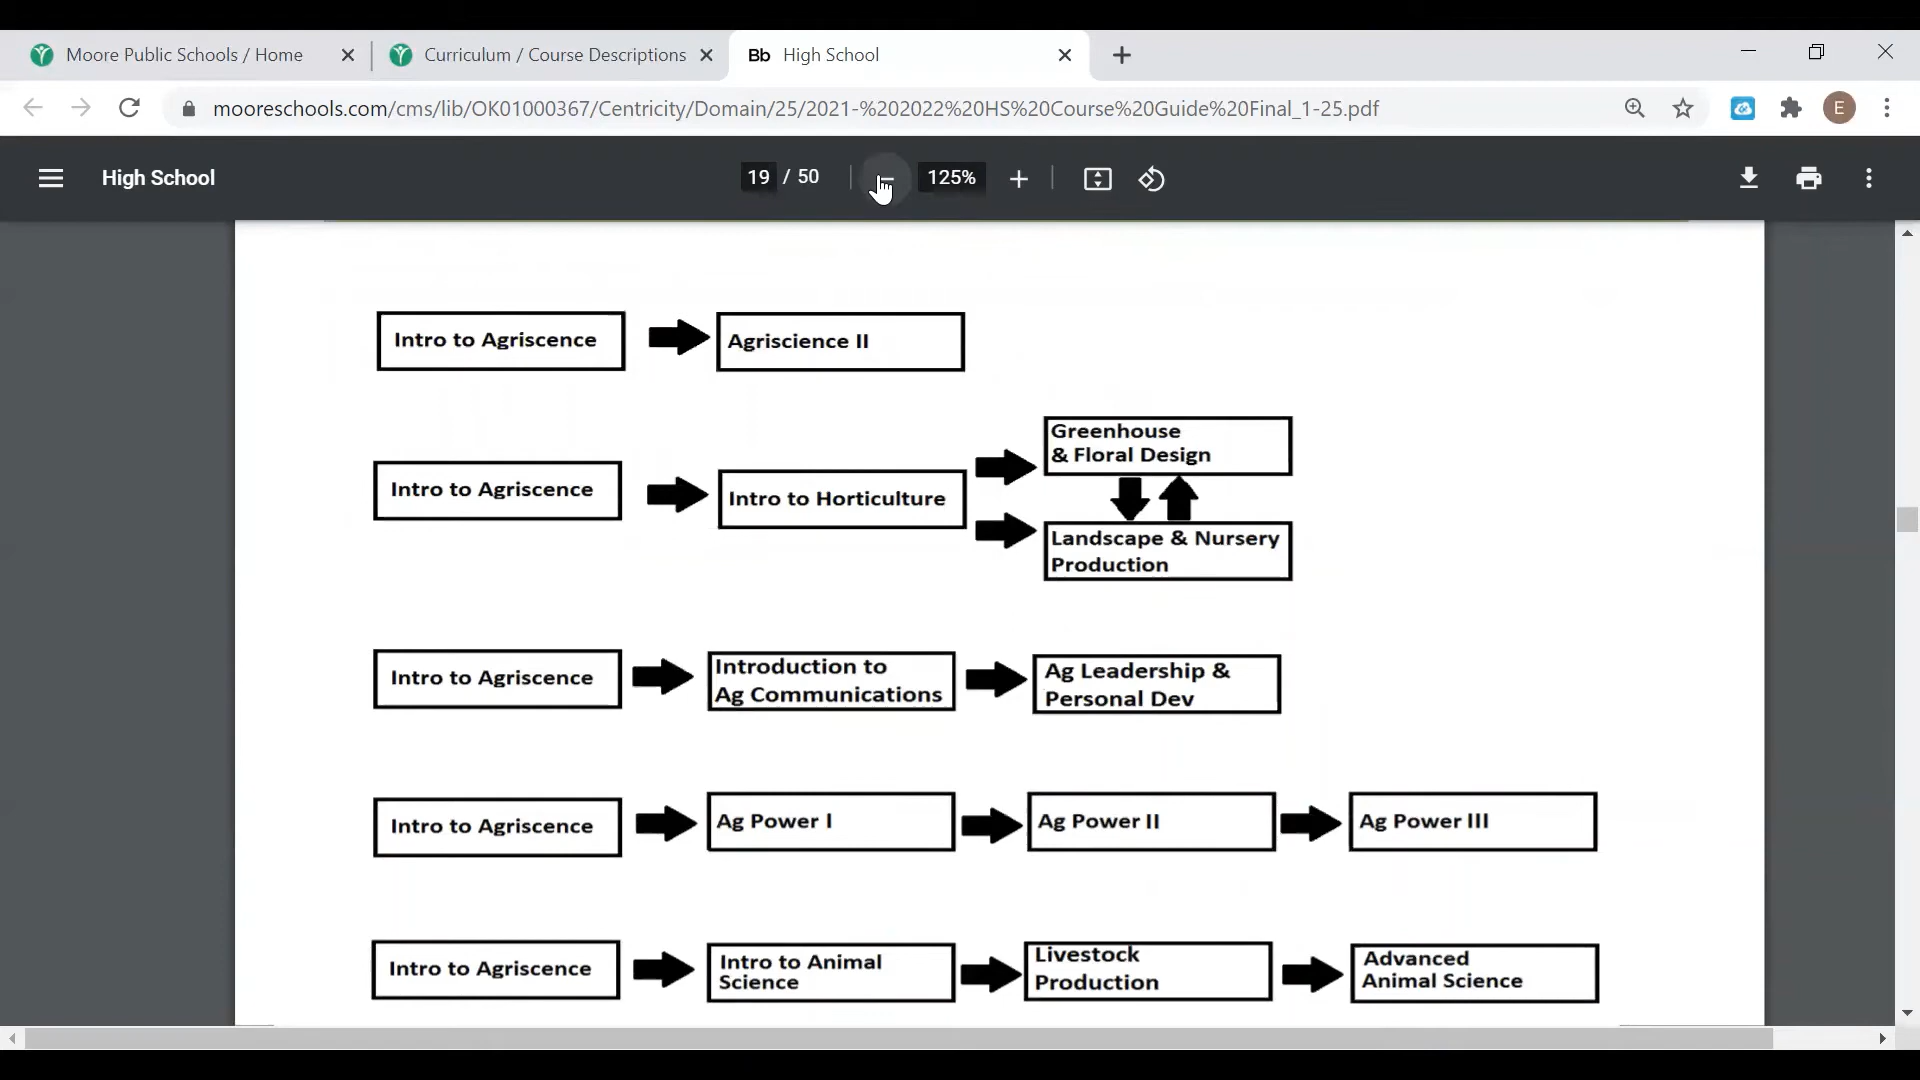 Moore Public Schools / Home
Curriculum / Course Descriptions
Bb High School
mooreschools.com/cms/lib/OK01000367/Centricity/Domain/25/2021-%202022%20HS%20Course%20Guide%20Final_1-25.pdf
E
High School
19 / 50
125%
Intro to Agriscence
Agriscience II
Greenhouse
& Floral Design
Intro to Agriscence
Intro to Horticulture
Landscape & Nursery
Production
Intro to Agriscence
Introduction to
Ag Communications
Ag Leadership &
Personal Dev
Intro to Agriscence
Ag Power I
Ag Power II
Ag Power III
Intro to Agriscence
Intro to Animal
Science
Livestock
Production
Advanced
Animal Science